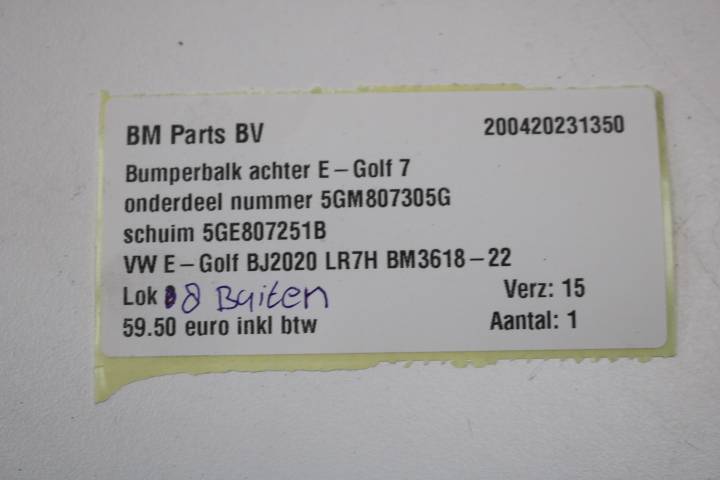 BM Parts BV 200420231350
Bumperbalk achter E-Golf 7
onderdeel nummer 5GM807305G
schuim 5GE807251B
VW E-Golf BJ2020 LR7H BM3618-22
Lok 8 Buiten Verz: 15
59.50 euro inkl btw Aantal: 1